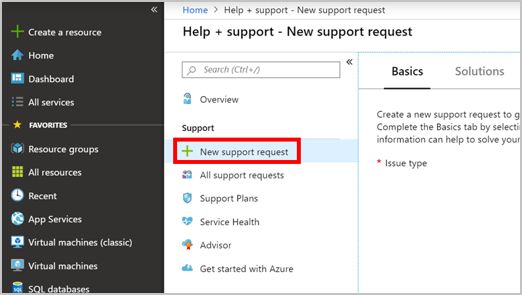 Create a resource
Home
Dashboard
All services
FAVORITES
Resource groups
All resources
Recent
App Services
Virtual machines (classic)
Virtual machines
SQL databases
Home > Help + support - New support request
Help + support - New support request
Search (Ctrl+/)
Overview
Support
New support request
All support requests
Support Plans
Service Health
Advisor
Get started with Azure
Basics Solutions
Create a new support request to g
Complete the Basics tab by selectin
information can help to solve your
* Issue type